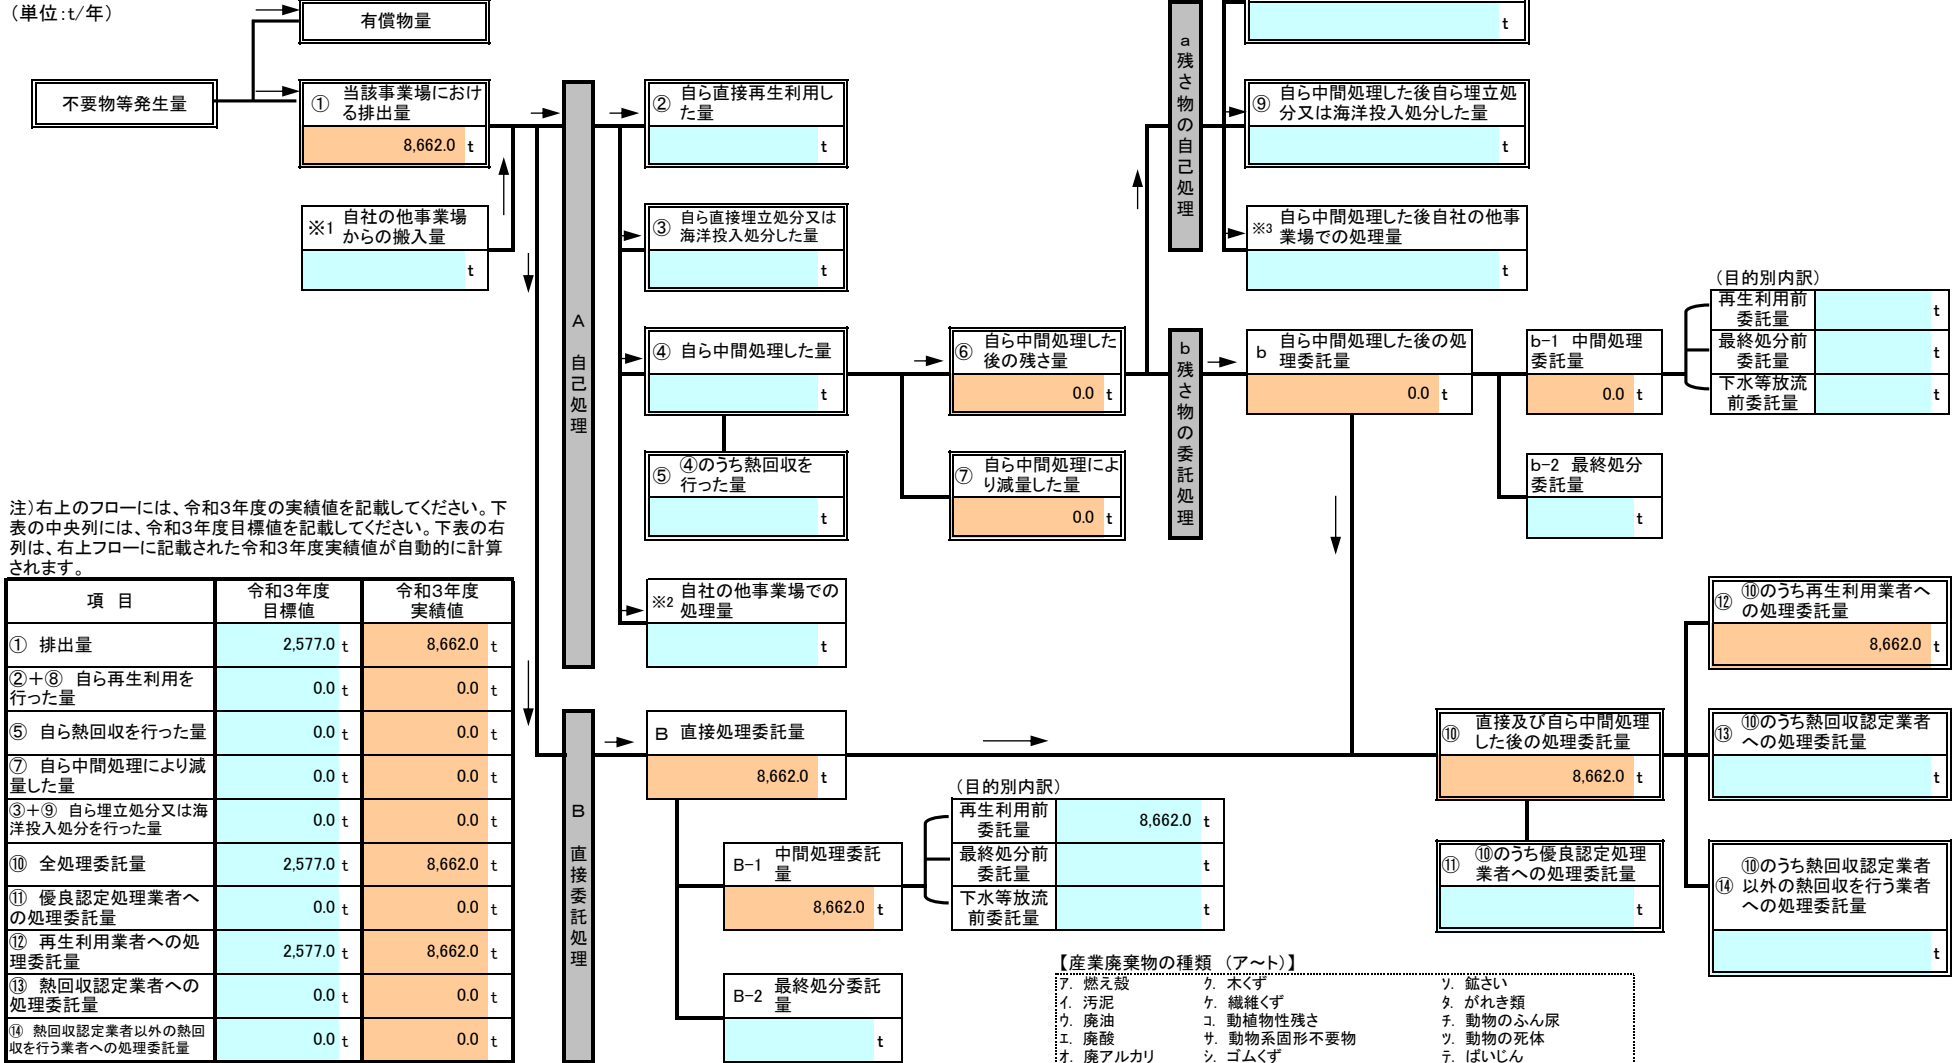 (単位:t/年)
有償物量
不要物等発生量
① 当該事業場におけ
る排出量
8,662.0 t
※1 自社の他事業場
からの搬入量
t
A 自己処理
② 自ら直接再生利用し
た量
t
③ 自ら直接埋立処分又は
海洋投入処分した量
t
④ 自ら中間処理した量
t
⑤ ④のうち熱回収を
行った量
t
※2 自社の他事業場での
処理量
t
⑥ 自ら中間処理した
後の残さ量
0.0 t
⑦ 自ら中間処理によ
り減量した量
0.0 t
a 残さ物の自己処理
t
⑨ 自ら中間処理した後自ら埋立処
分又は海洋投入処分した量
t
※3 自ら中間処理した後自社の他事
業場での処理量
t
b 残さ物の委託処理
b 自ら中間処理した後の処
理委託量
0.0 t
b-1 中間処理
委託量
0.0 t
b-2 最終処分
委託量
t
(目的別内訳)
再生利用前
委託量 t
最終処分前
委託量 t
下水等放流
前委託量 t
注)右上のフローには、令和3年度の実績値を記載してください。下
表の中央列には、令和3年度目標値を記載してください。下表の右
列は、右上フローに記載された令和3年度実績値が自動的に計算
されます。
項 目 令和3年度
目標値 令和3年度
実績値
① 排出量 2,577.0 t 8,662.0 t
②+⑧ 自ら再生利用を
行った量 0.0 t 0.0 t
⑤ 自ら熱回収を行った量 0.0 t 0.0 t
⑦ 自ら中間処理により減
量した量 0.0 t 0.0 t
③+⑨ 自ら埋立処分又は海
洋投入処分を行った量 0.0 t 0.0 t
⑩ 全処理委託量 2,577.0 t 8,662.0 t
⑪ 優良認定処理業者へ
の処理委託量 0.0 t 0.0 t
⑫ 再生利用業者への処
理委託量 2,577.0 t 8,662.0 t
⑬ 熱回収認定業者への
処理委託量 0.0 t 0.0 t
⑭ 熱回収認定業者以外の熱回
収を行う業者への処理委託量 0.0 t 0.0 t
B 直接委託処理
B 直接処理委託量
8,662.0 t
B-1 中間処理委託
量
8,662.0 t
B-2 最終処分委託
量
t
(目的別内訳)
再生利用前
委託量 8,662.0 t
最終処分前
委託量 t
下水等放流
前委託量 t
⑩ 直接及び自ら中間処理
した後の処理委託量
8,662.0 t
⑪ ⑩のうち優良認定処理
業者への処理委託量
t
⑫ ⑩のうち再生利用業者へ
の処理委託量
8,662.0 t
⑬ ⑩のうち熱回収認定業者
への処理委託量
t
⑭ ⑩のうち熱回収認定業者
以外の熱回収を行う業者
への処理委託量
t
【産業廃棄物の種類 (ア~ト)】
ア. 燃え殻 ク. 木くず ソ. 鉱さい
イ. 汚泥 ケ. 繊維くず タ. がれき類
ウ. 廃油 コ. 動植物性残さ チ. 動物のふん尿
エ. 廃酸 サ. 動物系固形不要物 ツ. 動物の死体
オ. 廃アルカリ シ. ゴムくず テ. ばいじん